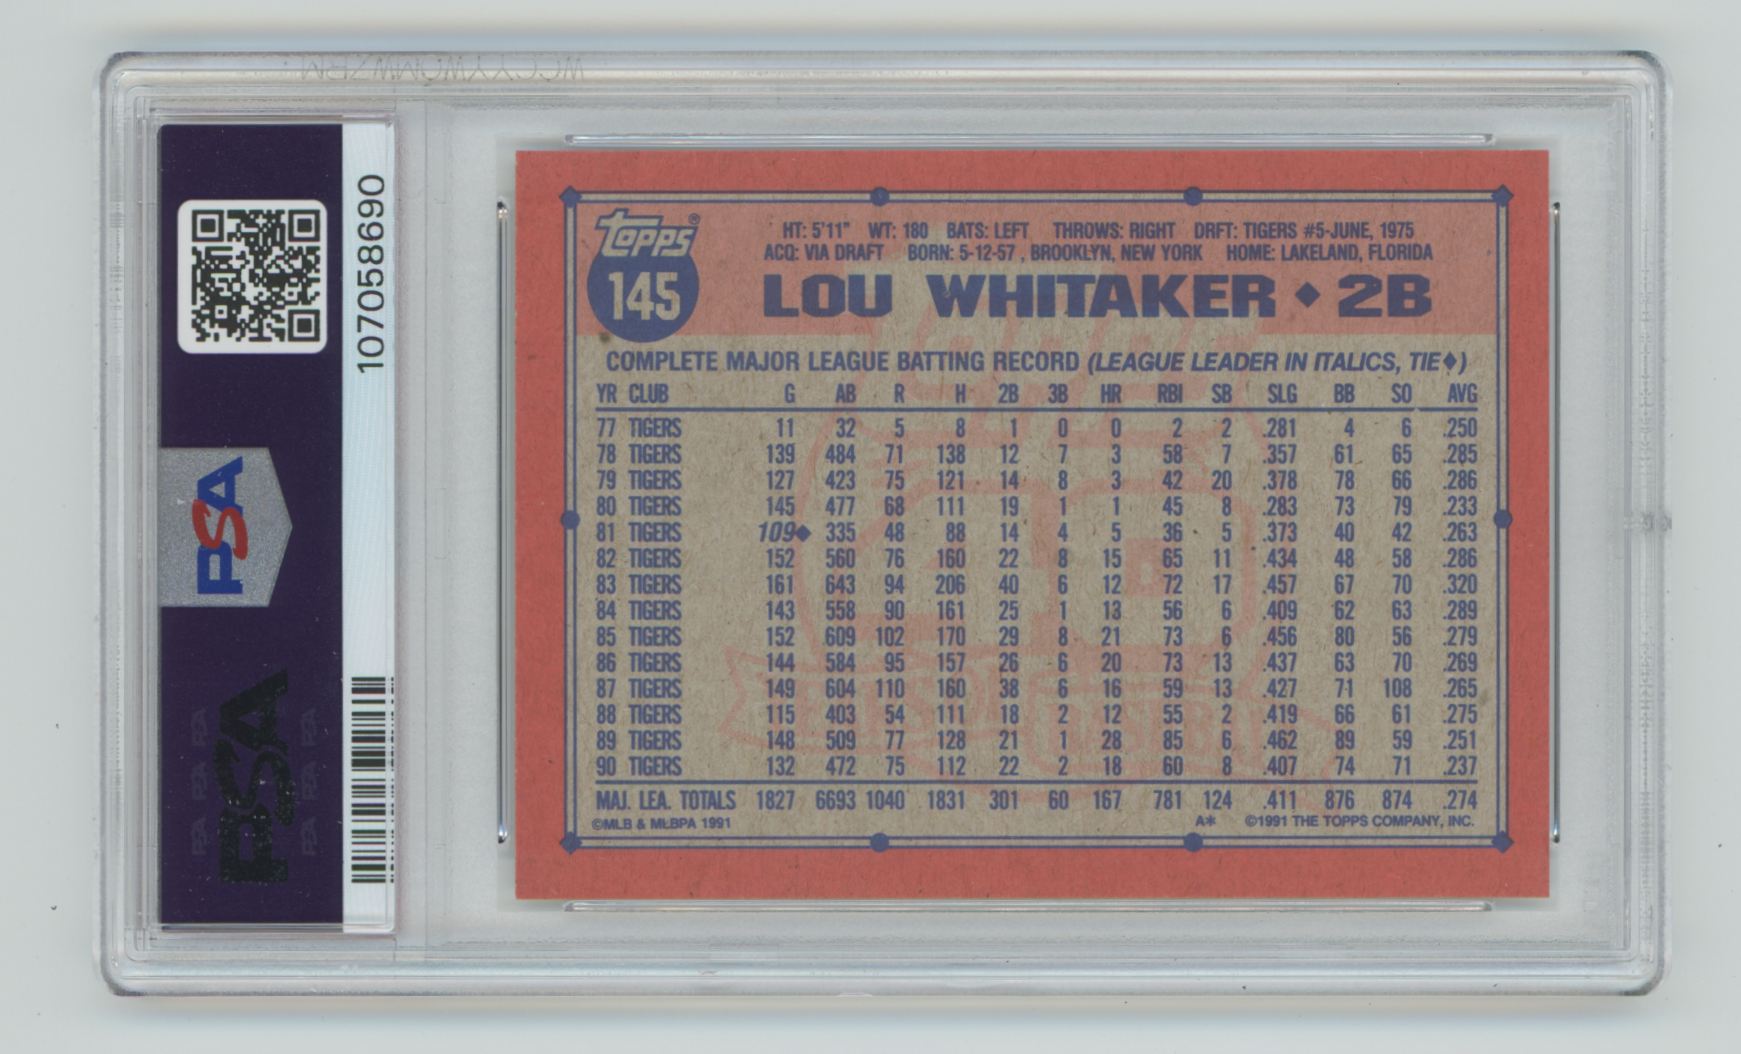 107058690
PSA
PSA
Topps®
145
HT: 5'11" WT: 180 BATS: LEFT THROWS: RIGHT DRFT: TIGERS #5-JUNE, 1975
ACQ: VIA DRAFT BORN: 5-12-57, BROOKLYN, NEW YORK HOME: LAKELAND, FLORIDA
LOU WHITAKER ◆ 2B
COMPLETE MAJOR LEAGUE BATTING RECORD (LEAGUE LEADER IN ITALICS, TIE◆)
YR CLUB G AB R H 2B 3B HR RBI SB SLG BB SO AVG
77 TIGERS 11 32 5 8 1 0 0 2 2 .281 4 6 .250
78 TIGERS 139 484 71 138 12 7 3 58 7 .357 61 65 .285
79 TIGERS 127 423 75 121 14 8 3 42 20 .378 78 66 .286
80 TIGERS 145 477 68 111 19 1 1 45 8 .283 73 79 .233
81 TIGERS 109◆ 335 48 88 14 4 5 36 5 .373 40 42 .263
82 TIGERS 152 560 76 160 22 8 15 65 11 .434 48 58 .286
83 TIGERS 161 643 94 206 40 6 12 72 17 .457 67 70 .320
84 TIGERS 143 558 90 161 25 1 13 56 6 .409 62 63 .289
85 TIGERS 152 609 102 170 29 8 21 73 6 .456 80 56 .279
86 TIGERS 144 584 95 157 26 6 20 73 13 .437 63 70 .269
87 TIGERS 149 604 110 160 38 6 16 59 13 .427 71 108 .265
88 TIGERS 115 403 54 111 18 2 12 55 2 .419 66 61 .275
89 TIGERS 148 509 77 128 21 1 28 85 6 .462 89 59 .251
90 TIGERS 132 472 75 112 22 2 18 60 8 .407 74 71 .237
MAJ. LEA. TOTALS 1827 6693 1040 1831 301 60 167 781 124 .411 876 874 .274
©MLB & MLBPA 1991 A* ©1991 THE TOPPS COMPANY, INC.